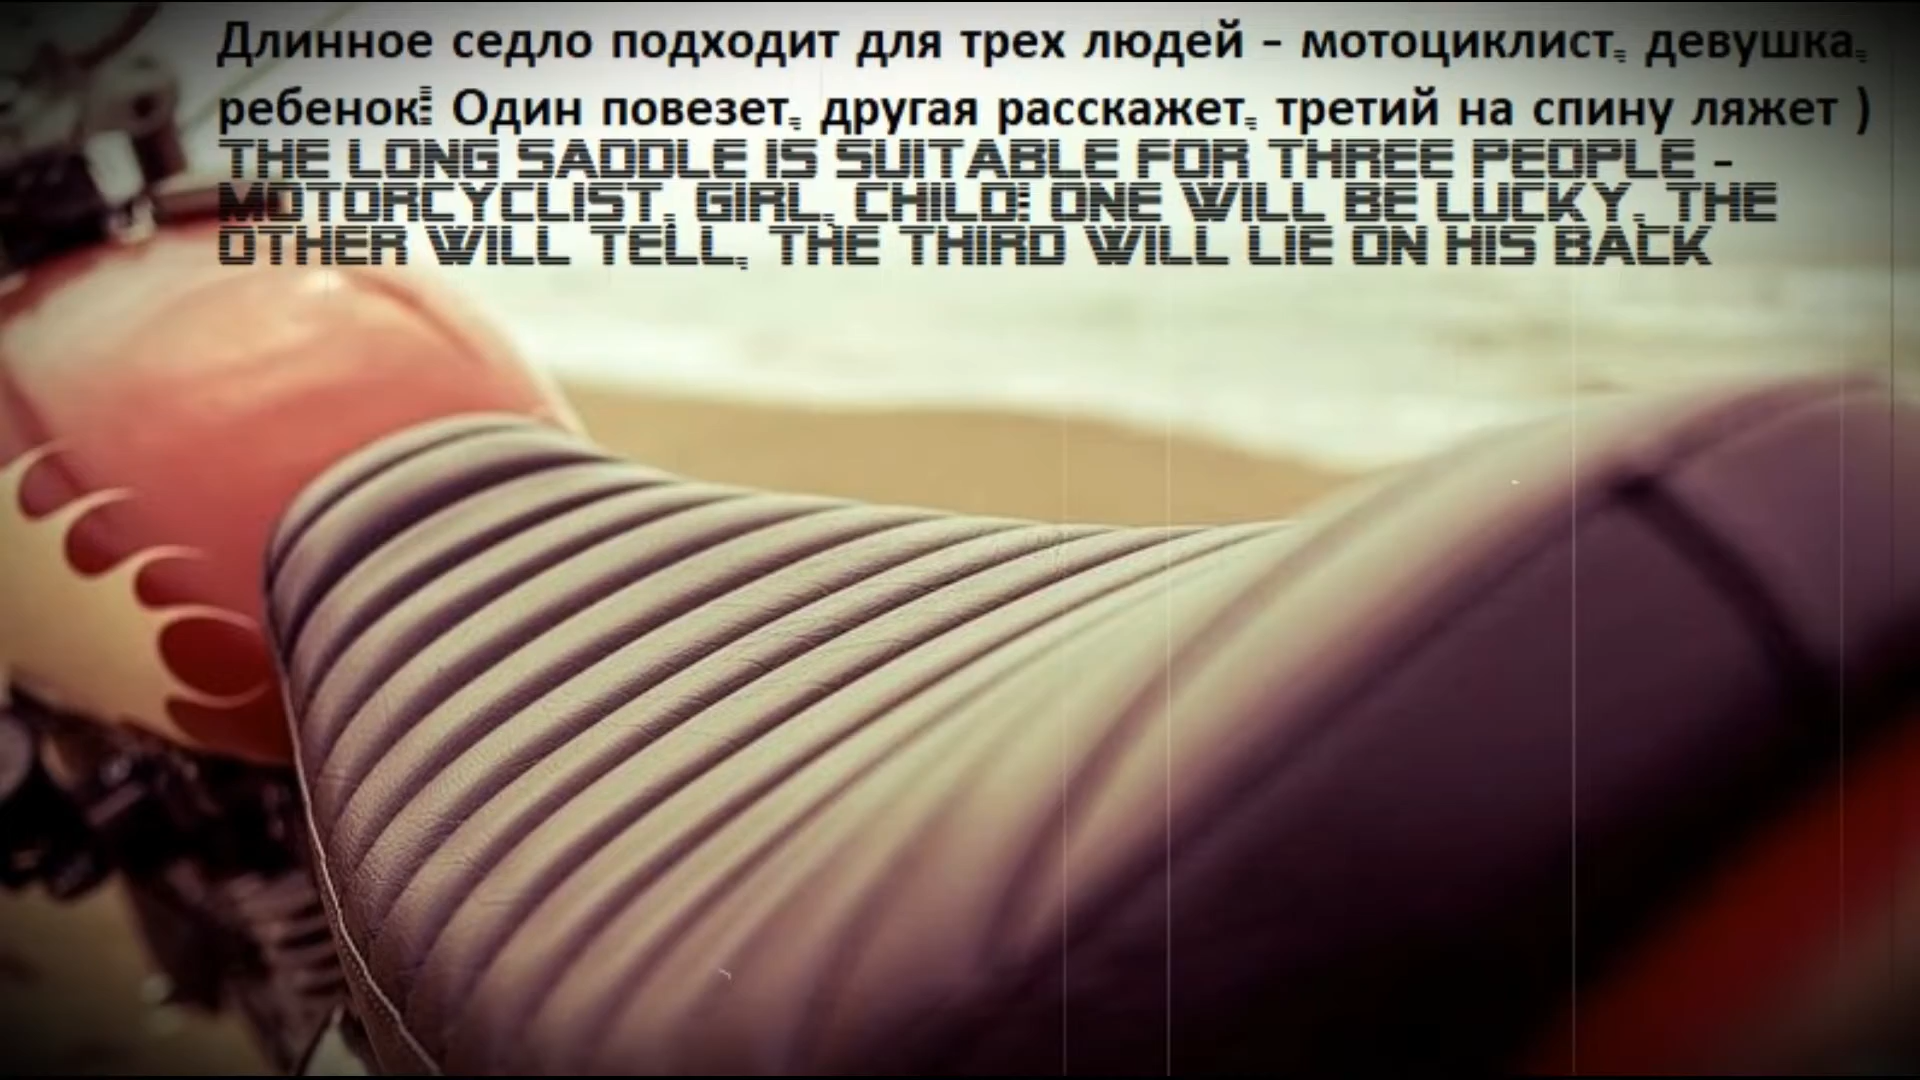 Длинное седло подходит для трех людей - мотоциклист, девушка,
ребенок! Один повезет, другая расскажет, третий на спину ляжет )
THE LONG SADDLE IS SUITABLE FOR THREE PEOPLE -
MOTORCYCLIST, GIRL, CHILD! ONE WILL BE LUCKY, THE
OTHER WILL TELL, THE THIRD WILL LIE ON HIS BACK